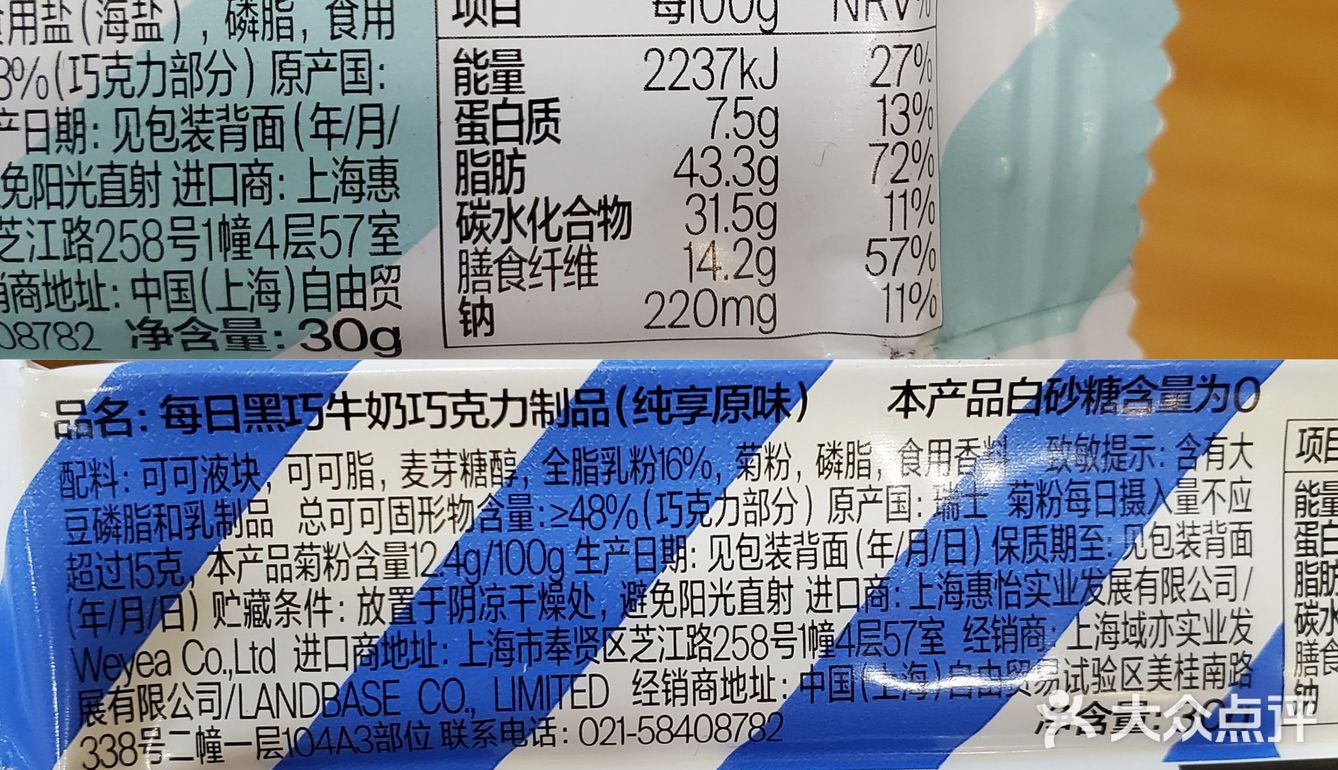 食用盐(海盐), 磷脂, 食用
8%(巧克力部分) 原产国:
产日期: 见包装背面(年/月/
免阳光直射 进口商: 上海惠
芝江路258号1幢4层57室
销商地址: 中国(上海)自由贸
08782 净含量: 30g
项目 每100g NRV%
能量 2237kJ 27%
蛋白质 7.5g 13%
脂肪 43.3g 72%
碳水化合物 31.5g 11%
膳食纤维 14.2g 57%
钠 220mg 11%
品名: 每日黑巧牛奶巧克力制品(纯享原味) 本产品白砂糖含量为0
配料: 可可液块, 可可脂, 麦芽糖醇, 全脂乳粉16%, 菊粉, 磷脂, 食用香料 致敏提示: 含有大
豆磷脂和乳制品 总可可固形物含量:≥48%(巧克力部分) 原产国: 瑞士 菊粉每日摄入量不应
超过15克, 本产品菊粉含量12.4g/100g 生产日期: 见包装背面(年/月/日) 保质期至: 见包装背面
(年/月/日) 贮藏条件: 放置于阴凉干燥处, 避免阳光直射 进口商: 上海惠怡实业发展有限公司/
Weyea Co.,Ltd 进口商地址: 上海市奉贤区芝江路258号1幢4层57室 经销商: 上海域亦实业发
展有限公司/LANDBASE CO., LIMITED 经销商地址: 中国(上海)自由贸易试验区美桂南路
338号二幢一层104A3部位 联系电话: 021-58408782
净含量: 30
项目
能量
蛋白
脂肪
碳水
膳食
钠
大众点评